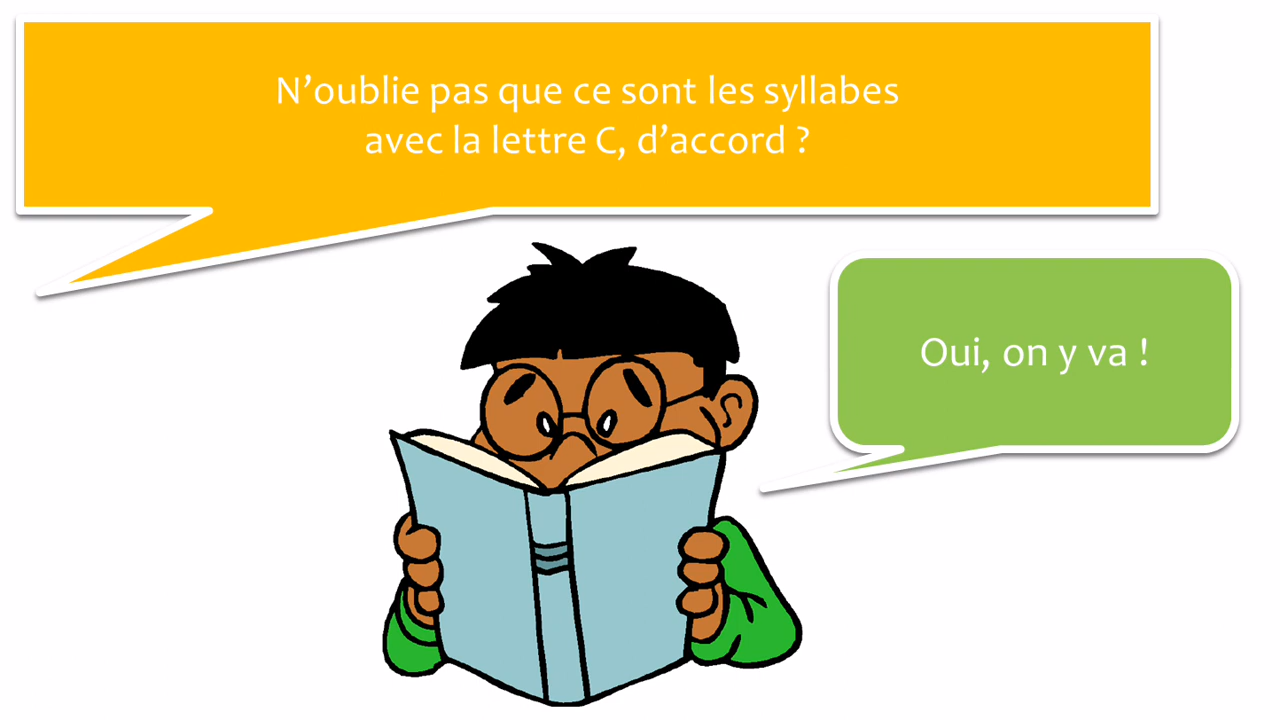 N’oublie pas que ce sont les syllabes
avec la lettre C, d’accord ?
Oui, on y va !